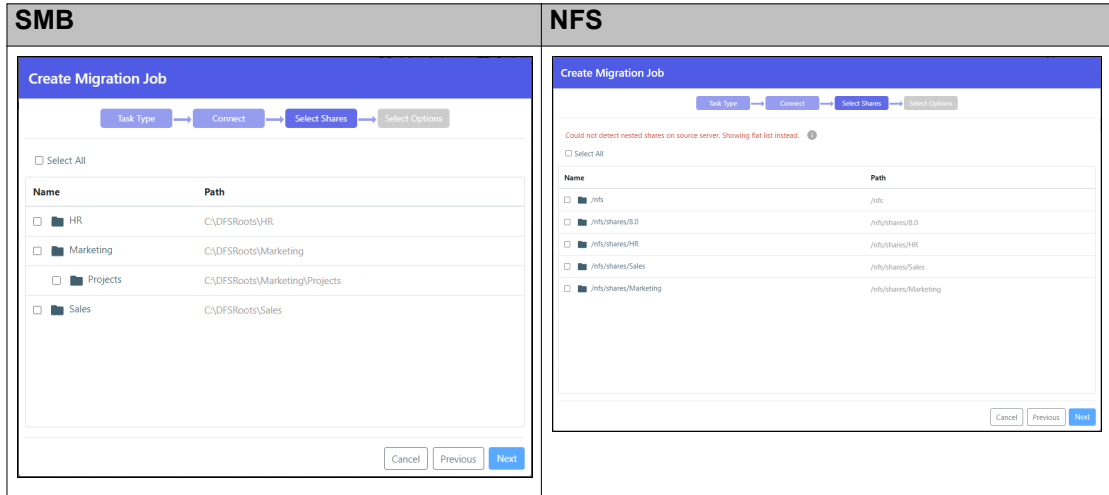 SMB
Create Migration Job
Task Type Connect Select Shares Select Options
Select All
Name Path
HR C:\DFSRoots\HR
Marketing C:\DFSRoots\Marketing
Projects C:\DFSRoots\Marketing\Projects
Sales C:\DFSRoots\Sales
Cancel Previous Next
NFS
Create Migration Job
Task Type Connect Select Shares Select Options
Could not detect nested shares on source server. Showing flat list instead. i
Select All
Name Path
/nfs /nfs
/nfs/shares/8.0 /nfs/shares/8.0
/nfs/shares/HR /nfs/shares/HR
/nfs/shares/Sales /nfs/shares/Sales
/nfs/shares/Marketing /nfs/shares/Marketing
Cancel Previous Next